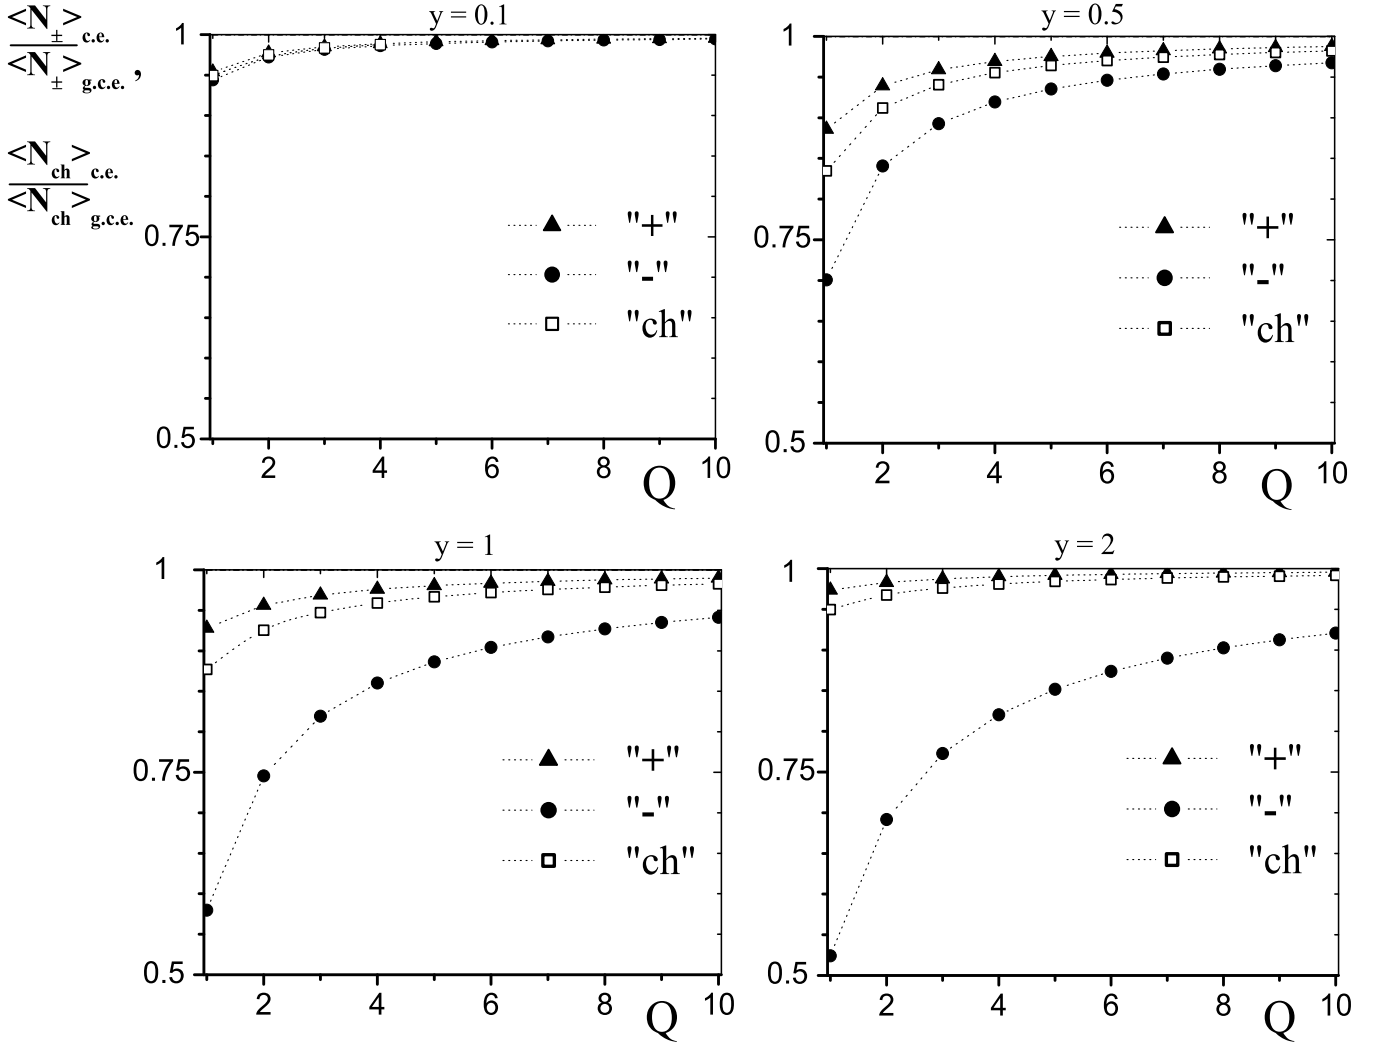 <N±>c.e.
<N±>g.c.e. ,
<Nch>c.e.
<Nch>g.c.e.
y = 0.1
1
0.75
0.5
"+"
"-"
"ch"
2 4 6 8 10
Q
y = 0.5
1
0.75
0.5
"+"
"-"
"ch"
2 4 6 8 10
Q
y = 1
1
0.75
0.5
"+"
"-"
"ch"
2 4 6 8 10
Q
y = 2
1
0.75
0.5
"+"
"-"
"ch"
2 4 6 8 10
Q